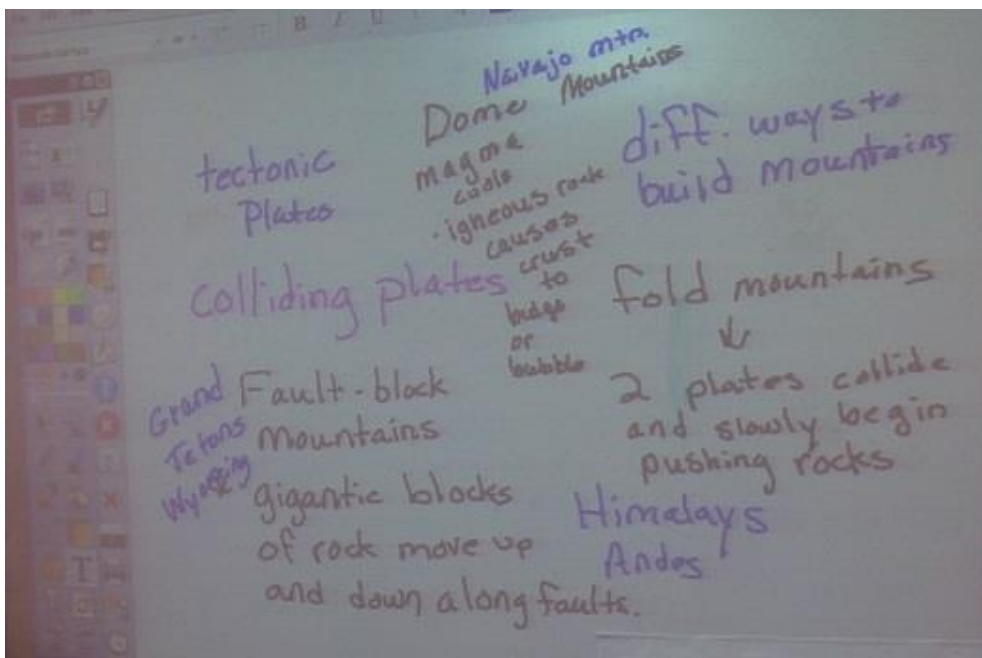 Navajo mtn.
Dome Mountains
magma
cools
. igneous rock
causes
crust
to
budge
or
bubble
diff. ways to
build mountains
tectonic
Plates
colliding plates
fold mountains
↓
2 plates collide
and slowly begin
pushing rocks
Himalays
Andes
Grand
Tetons
Wyoming
Fault-block
Mountains
gigantic blocks
of rock move up
and down along faults.
T